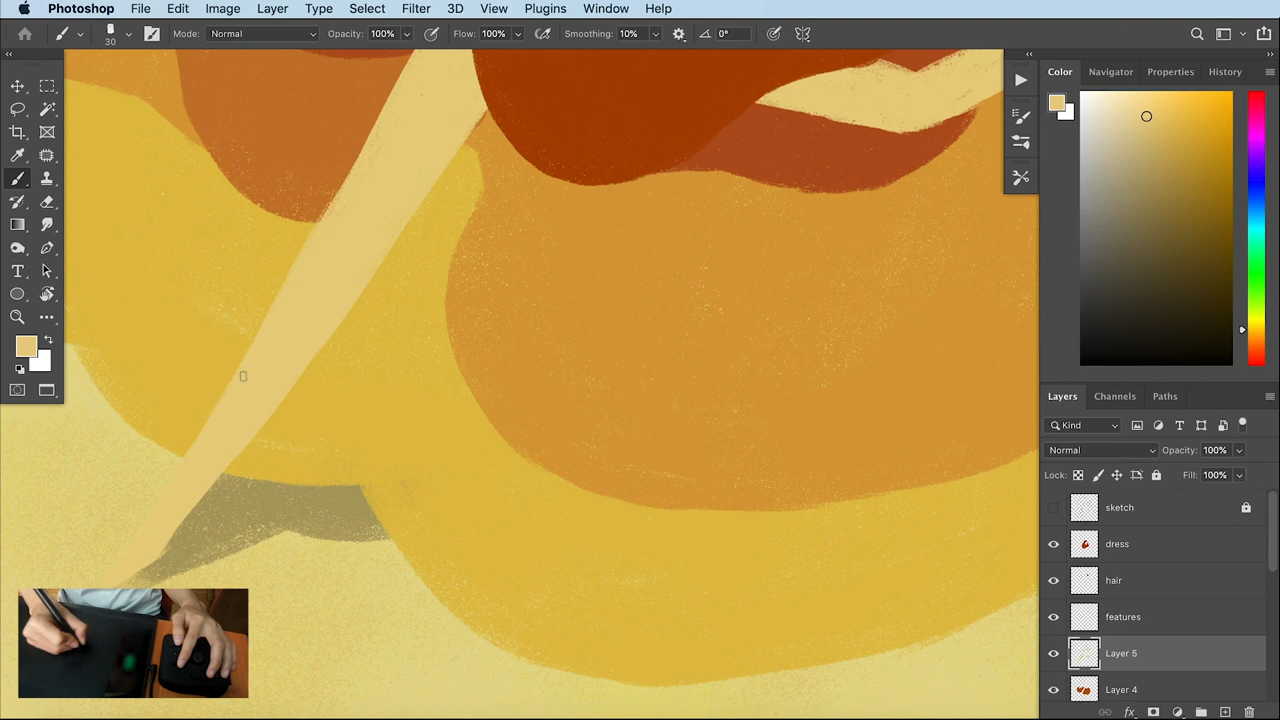 Photoshop File Edit Image Layer Type Select Filter 3D View Plugins Window Help
30 Mode: Normal Opacity: 100% Flow: 100% Smoothing: 10% 0°
Color Navigator Properties History
Layers Channels Paths
Kind
Normal Opacity: 100%
Lock: Fill: 100%
sketch
dress
hair
features
Layer 5
Layer 4